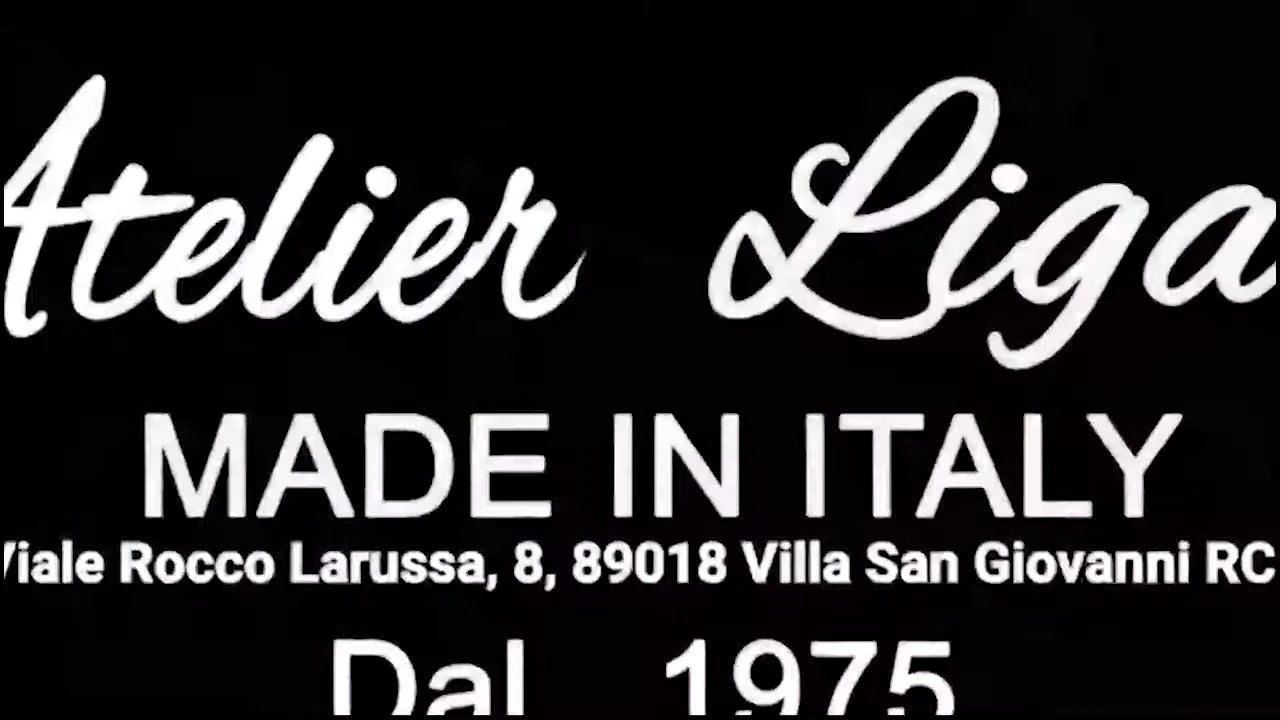 Atelier Liga
MADE IN ITALY
Viale Rocco Larussa, 8, 89018 Villa San Giovanni RC
Dal 1975